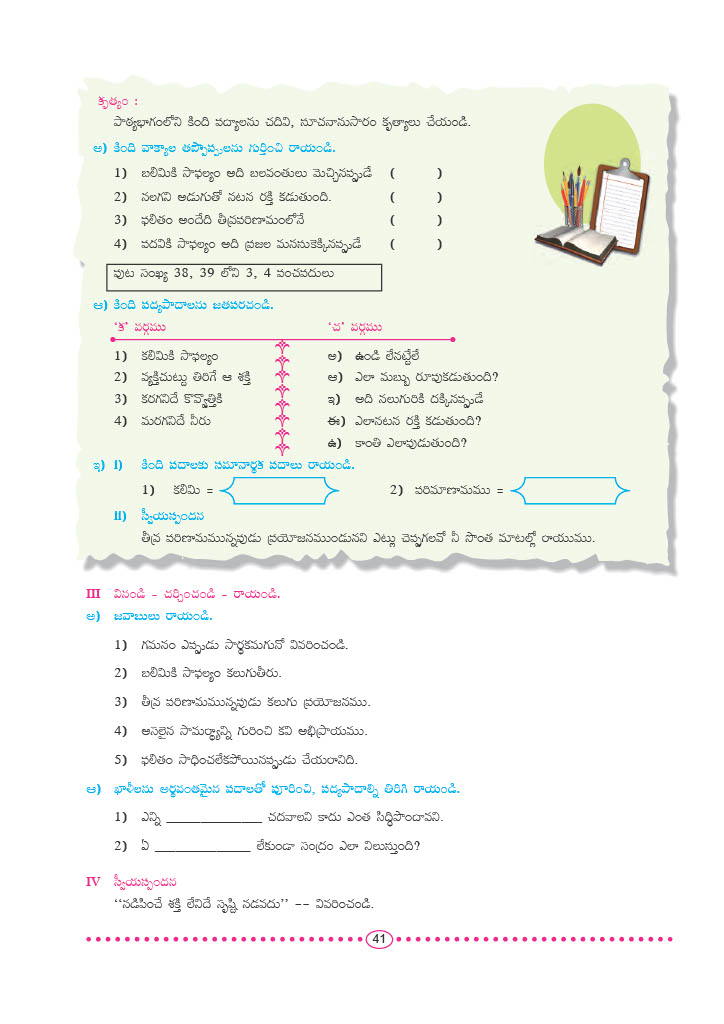 కృత్యం :
పాఠ్యభాగంలోని కింది పద్యాలను చదివి, సూచనానుసారం కృత్యాలు చేయండి.
అ) కింది వాక్యాల తప్పొప్పులను గుర్తించి రాయండి.
1) బలిమికి సాఫల్యం అది బలవంతులు మెచ్చినప్పుడే ( )
2) నలగని అడుగుతో నటన రక్తి కడుతుంది. ( )
3) ఫలితం అందేది తీవ్రపరిణామంలోనే ( )
4) పదవికి సాఫల్యం అది ప్రజల మనసుకెక్కినప్పుడే ( )
పుట సంఖ్య 38, 39 లోని 3, 4 పంచపదులు
ఆ) కింది పద్యపాదాలను జతపరచండి.
‘క’ వర్గము ‘చ’ వర్గము
1) కలిమికి సాఫల్యం అ) ఉండి లేనట్టేలే
2) వ్యక్తిచుట్టు తిరిగే ఆ శక్తి ఆ) ఎలా మబ్బు రూపుకడుతుంది?
3) కరగనిదే కొవ్వొత్తికి ఇ) అది నలుగురికి దక్కినప్పుడే
4) మరగనిదే నీరు ఈ) ఎలానటన రక్తి కడుతుంది?
ఉ) కాంతి ఎలావుడుతుంది?
ఇ) i) కింది పదాలకు సమానార్థక పదాలు రాయండి.
1) కలిమి = 2) పరిమాణామము =
ii) స్వీయస్పందన
తీవ్ర పరిణామమున్నవుడు ప్రయోజనముండునని ఎట్లు చెప్పగలవో నీ సొంత మాటల్లో రాయుము.
III వినండి - చర్చించండి - రాయండి.
అ) జవాబులు రాయండి.
1) గమనం ఎప్పుడు సార్థకమగునో వివరించండి.
2) బలిమికి సాఫల్యం కలుగుతీరు.
3) తీవ్ర పరిణామమున్నవుడు కలుగు ప్రయోజనము.
4) అసలైన సామర్థ్యాన్ని గురించి కవి అభిప్రాయము.
5) ఫలితం సాధించలేకపోయినప్పుడు చేయరానిది.
ఆ) ఖాళీలను అర్థవంతమైన పదాలతో పూరించి, పద్యపాదాల్ని తిరిగి రాయండి.
1) ఎన్ని ______________ చదవాలని కాదు ఎంత సిద్ధిపొందావని.
2) ఏ ______________ లేకుండా సంద్రం ఎలా నిలుస్తుంది?
IV స్వీయస్పందన
‘‘నడిపించే శక్తి లేనిదే సృష్టి నడవదు’’ -- వివరించండి.
41